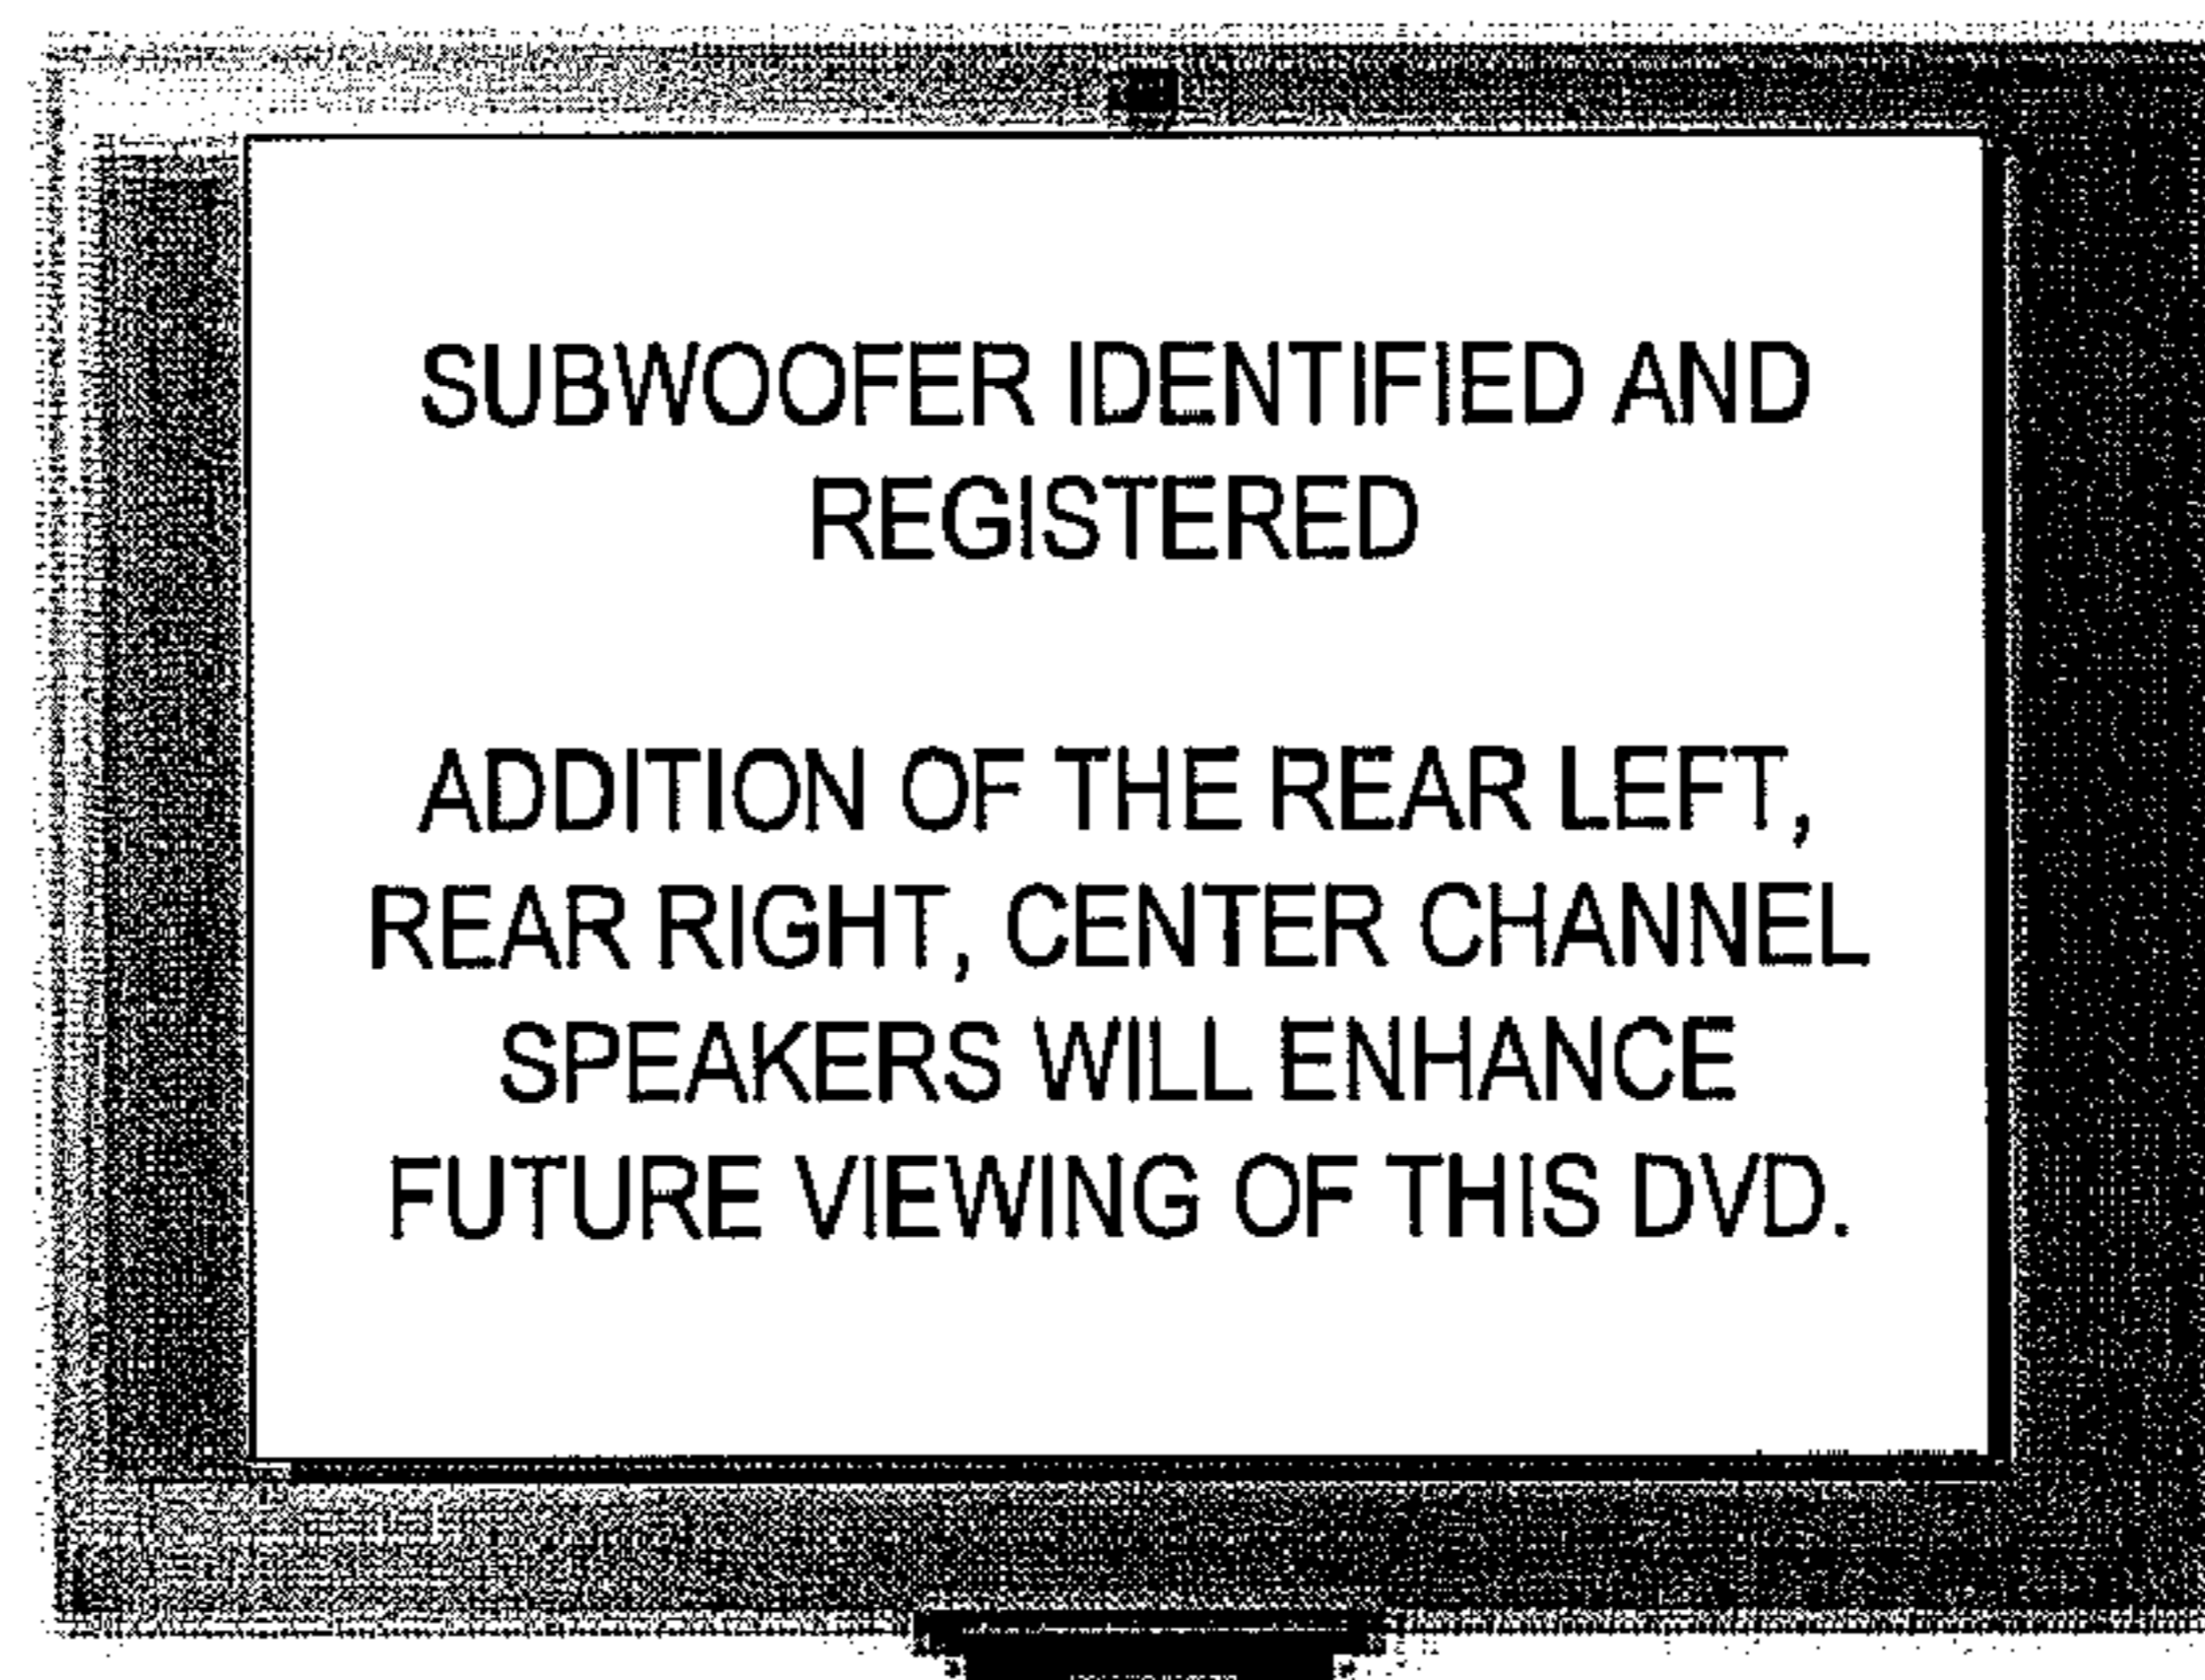 SUBWOOFER IDENTIFIED AND
REGISTERED
ADDITION OF THE REAR LEFT,
REAR RIGHT, CENTER CHANNEL
SPEAKERS WILL ENHANCE
FUTURE VIEWING OF THIS DVD.